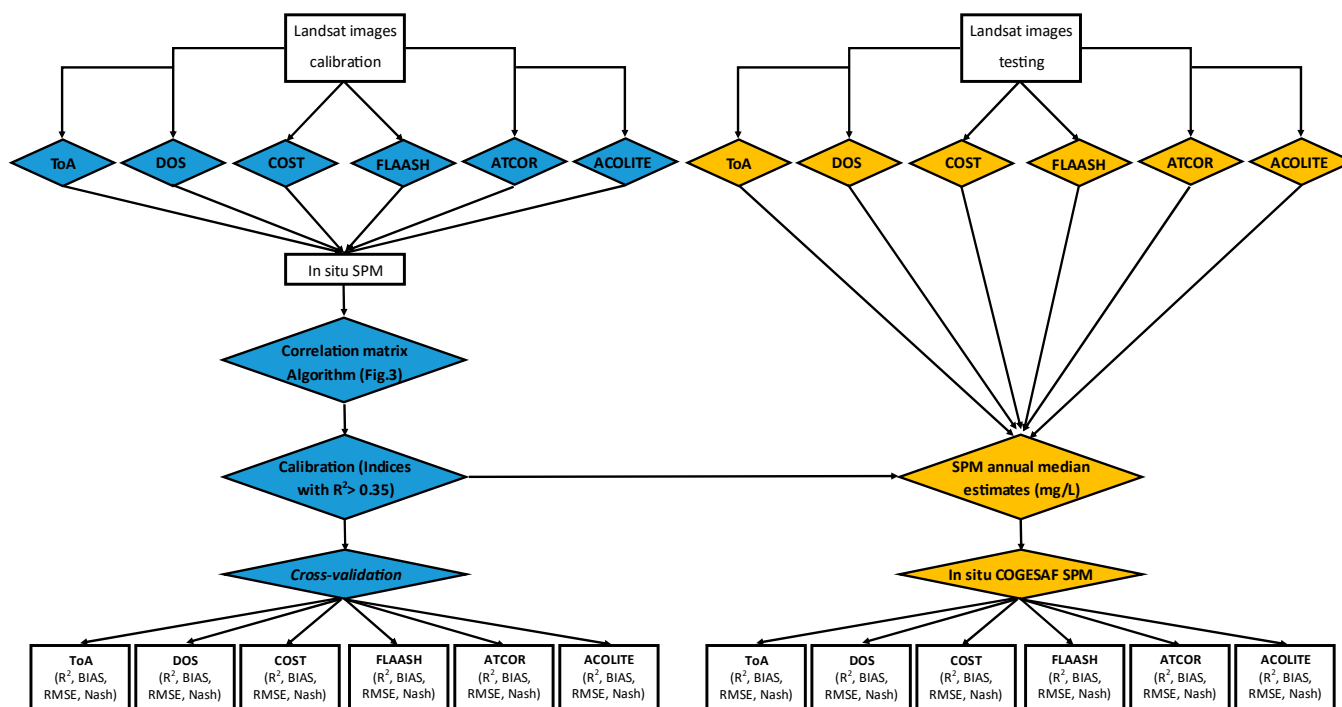 Landsat images
calibration
ToA
DOS
COST
FLAASH
ATCOR
ACOLITE
In situ SPM
Correlation matrix
Algorithm (Fig.3)
Calibration (Indices
with R²> 0.35)
Cross-validation
ToA
(R², BIAS,
RMSE, Nash)
DOS
(R², BIAS,
RMSE, Nash)
COST
(R², BIAS,
RMSE, Nash)
FLAASH
(R², BIAS,
RMSE, Nash)
ATCOR
(R², BIAS,
RMSE, Nash)
ACOLITE
(R², BIAS,
RMSE, Nash)
Landsat images
testing
ToA
DOS
COST
FLAASH
ATCOR
ACOLITE
SPM annual median
estimates (mg/L)
In situ COGESAF SPM
ToA
(R², BIAS,
RMSE, Nash)
DOS
(R², BIAS,
RMSE, Nash)
COST
(R², BIAS,
RMSE, Nash)
FLAASH
(R², BIAS,
RMSE, Nash)
ATCOR
(R², BIAS,
RMSE, Nash)
ACOLITE
(R², BIAS,
RMSE, Nash)